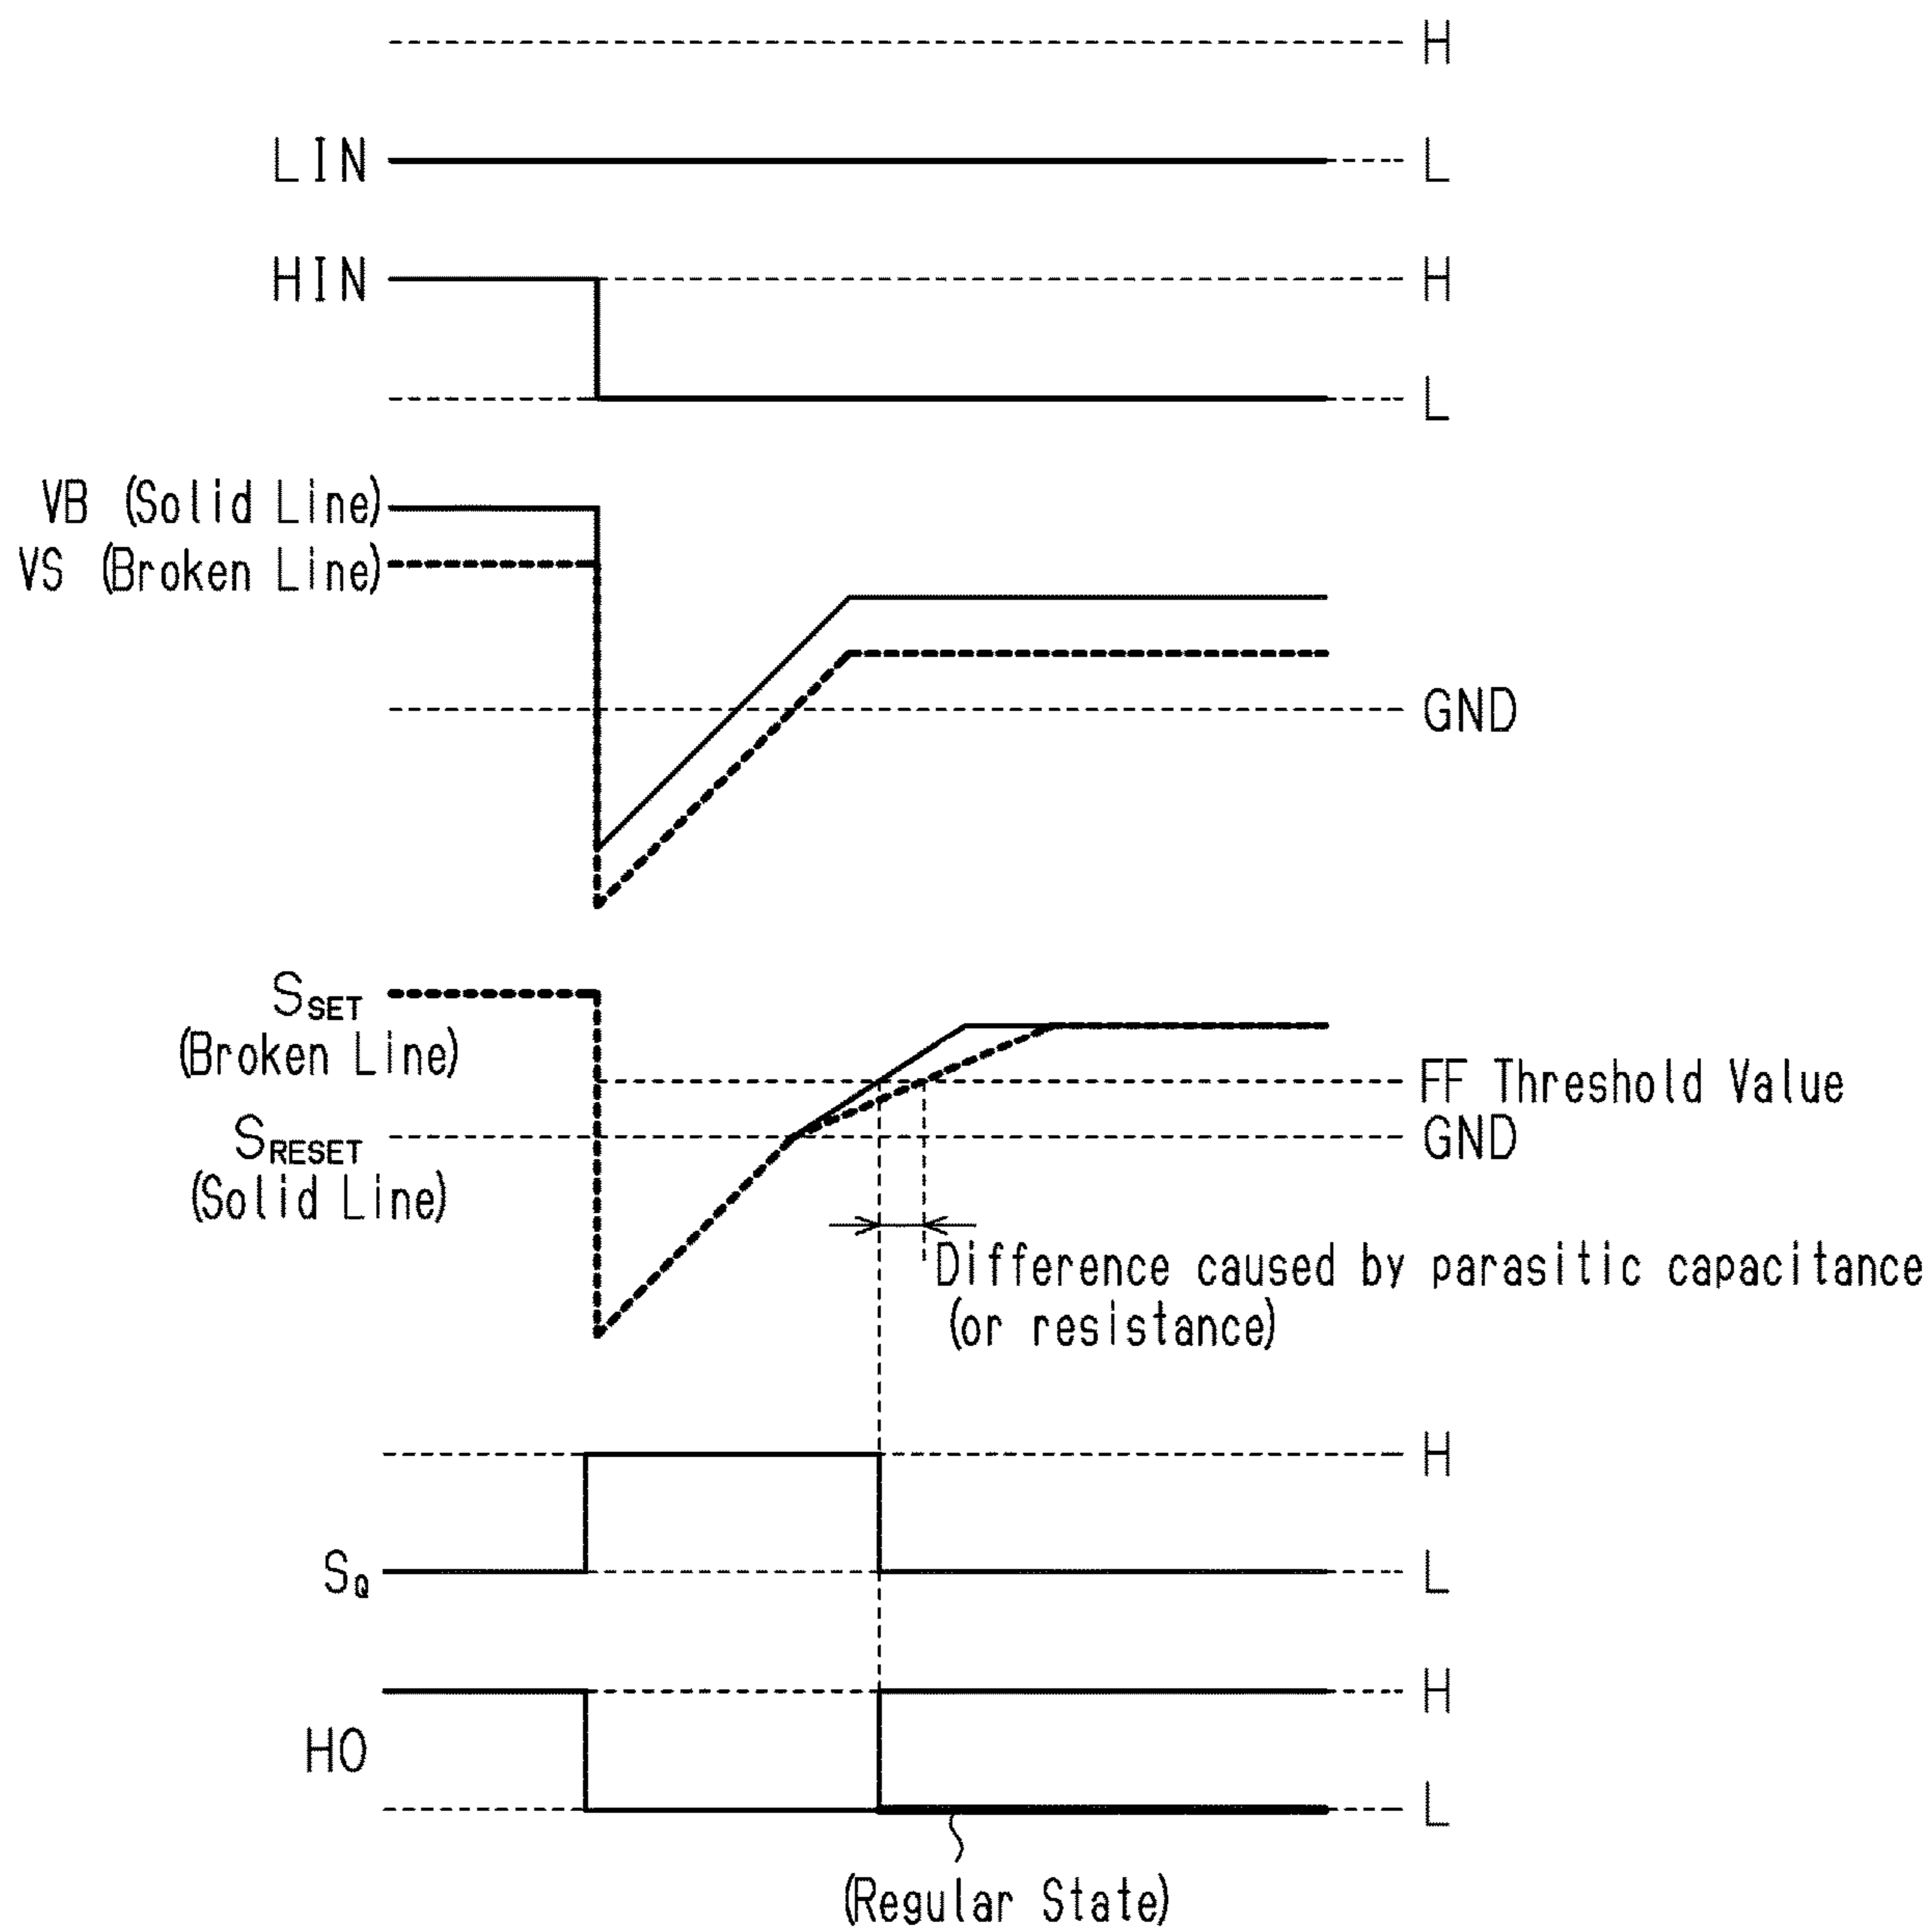 H
LIN
L
HIN
H
L
VB (Solid Line)
VS (Broken Line)
GND
SSET
(Broken Line)
FF Threshold Value
SRESET
GND
(Solid Line)
Difference caused by parasitic capacitance
(or resistance)
H
SQ
L
H
HO
L
(Regular State)